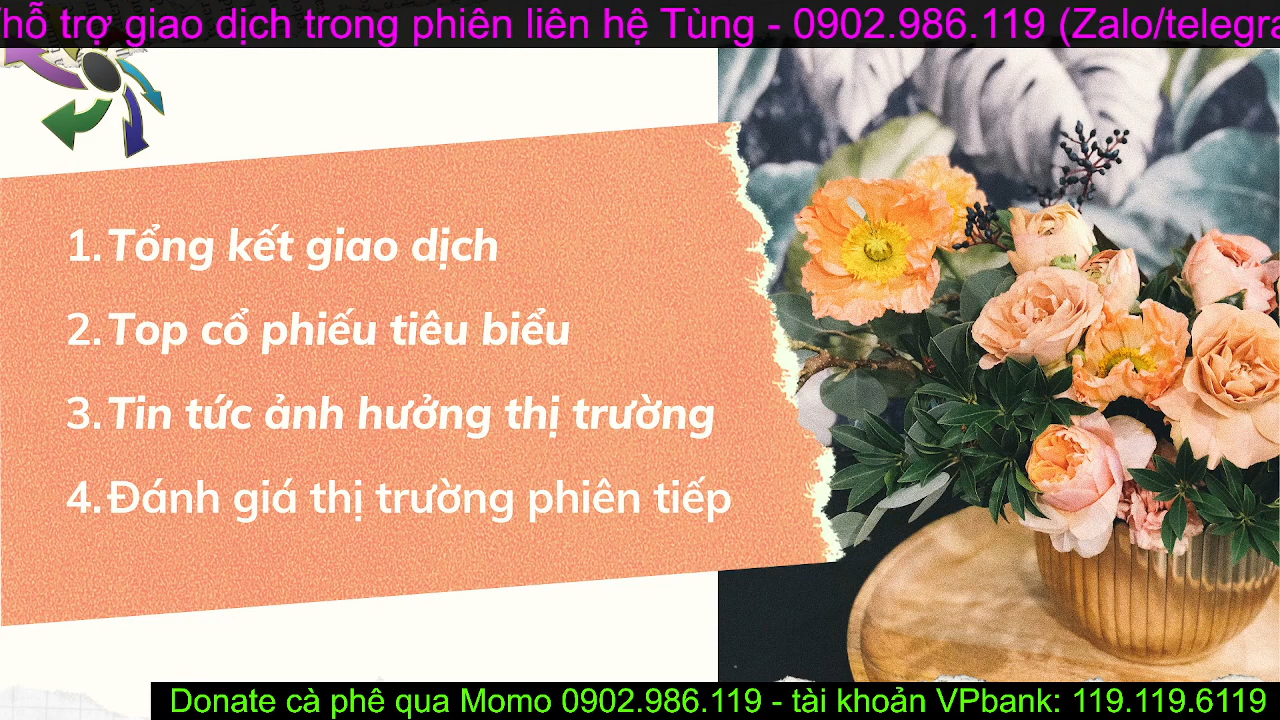 hỗ trợ giao dịch trong phiên liên hệ Tùng - 0902.986.119 (Zalo/telegra
1. Tổng kết giao dịch
2. Top cổ phiếu tiêu biểu
3. Tin tức ảnh hưởng thị trường
4. Đánh giá thị trường phiên tiếp
Donate cà phê qua Momo 0902.986.119 - tài khoản VPbank: 119.119.6119